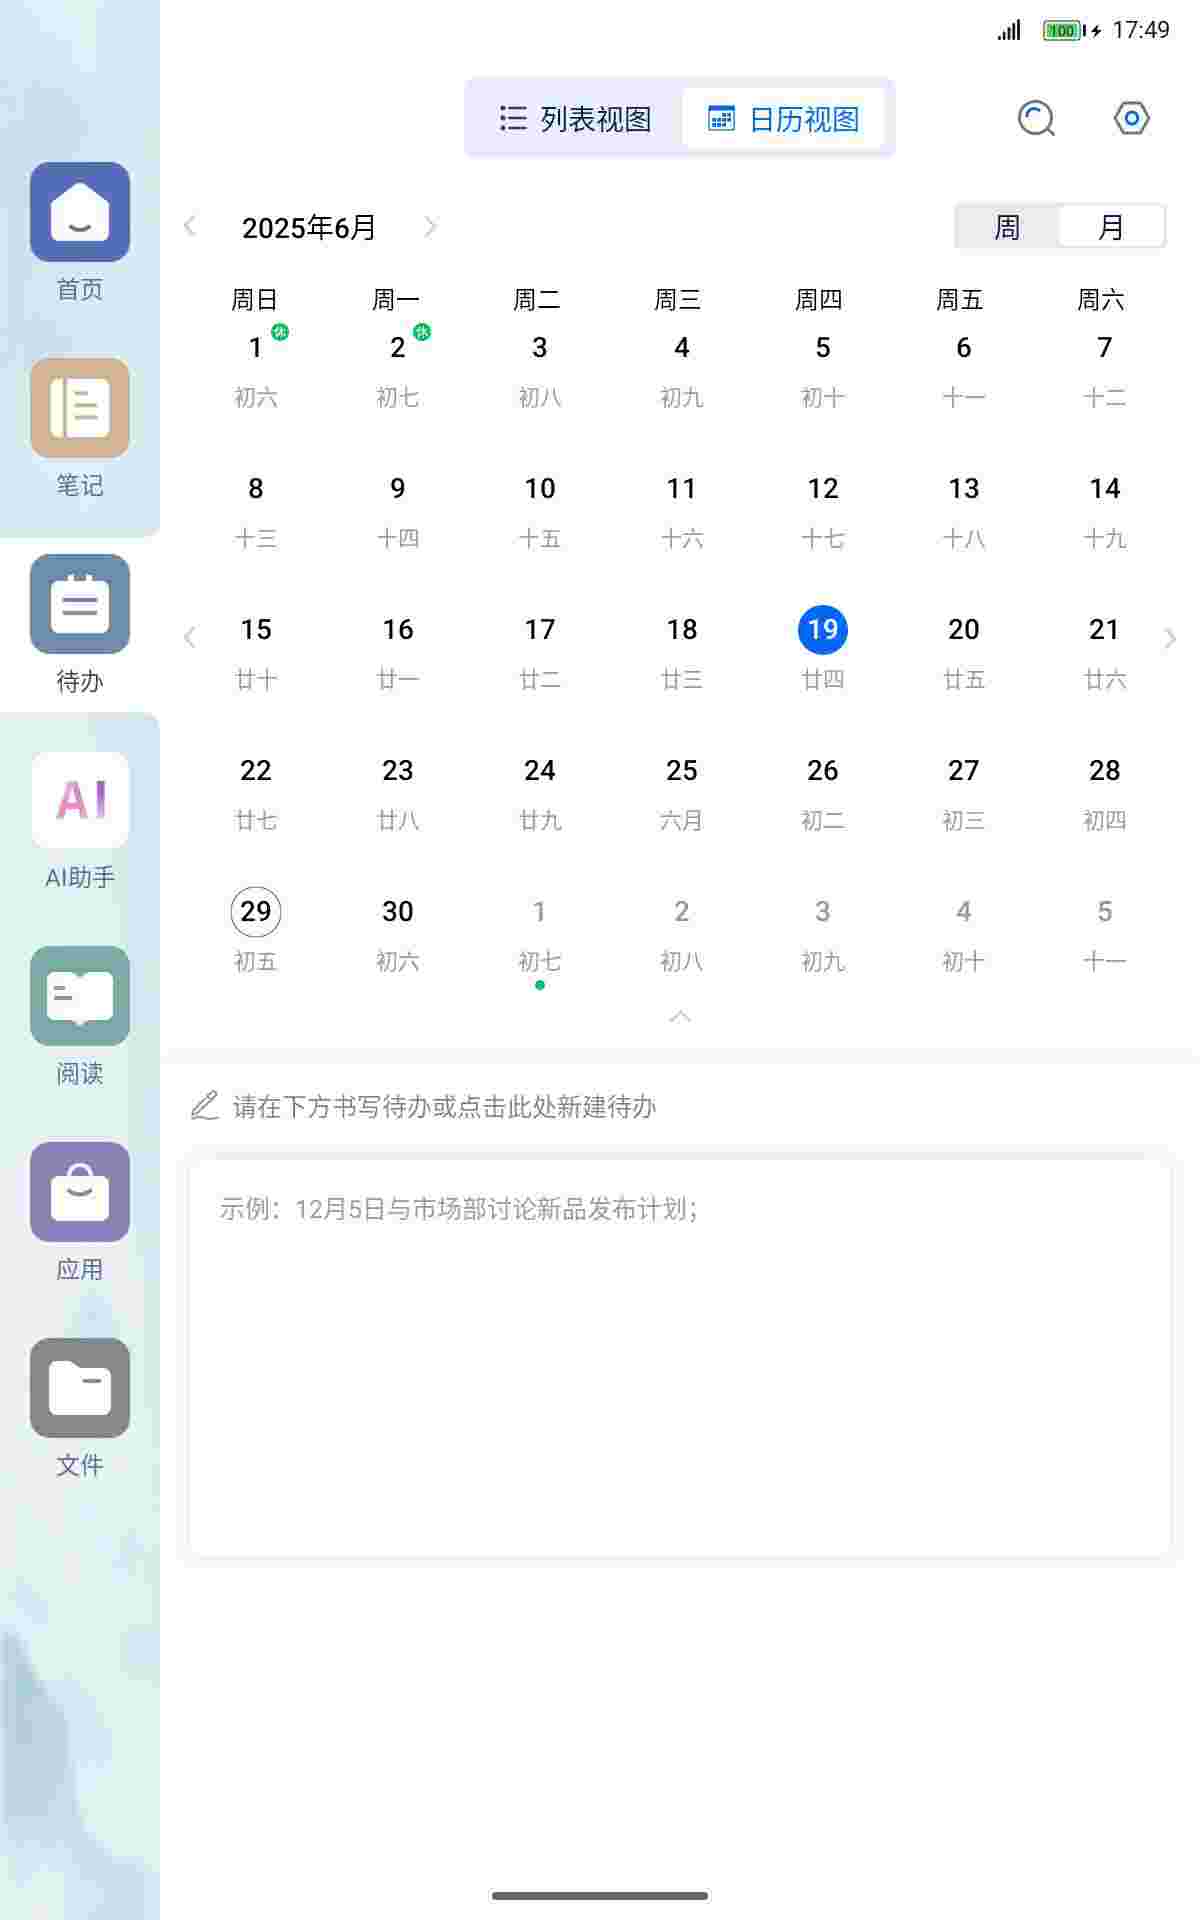 100 17:49
列表视图 日历视图
2025年6月 周 月
周日 周一 周二 周三 周四 周五 周六
休 休
1 2 3 4 5 6 7
初六 初七 初八 初九 初十 十一 十二
8 9 10 11 12 13 14
十三 十四 十五 十六 十七 十八 十九
15 16 17 18 19 20 21
廿十 廿一 廿二 廿三 廿四 廿五 廿六
22 23 24 25 26 27 28
廿七 廿八 廿九 六月 初二 初三 初四
29 30 1 2 3 4 5
初五 初六 初七 初八 初九 初十 十一
请在下方书写待办或点击此处新建待办
示例：12月5日与市场部讨论新品发布计划；
首页
笔记
待办
AI
AI助手
阅读
应用
文件